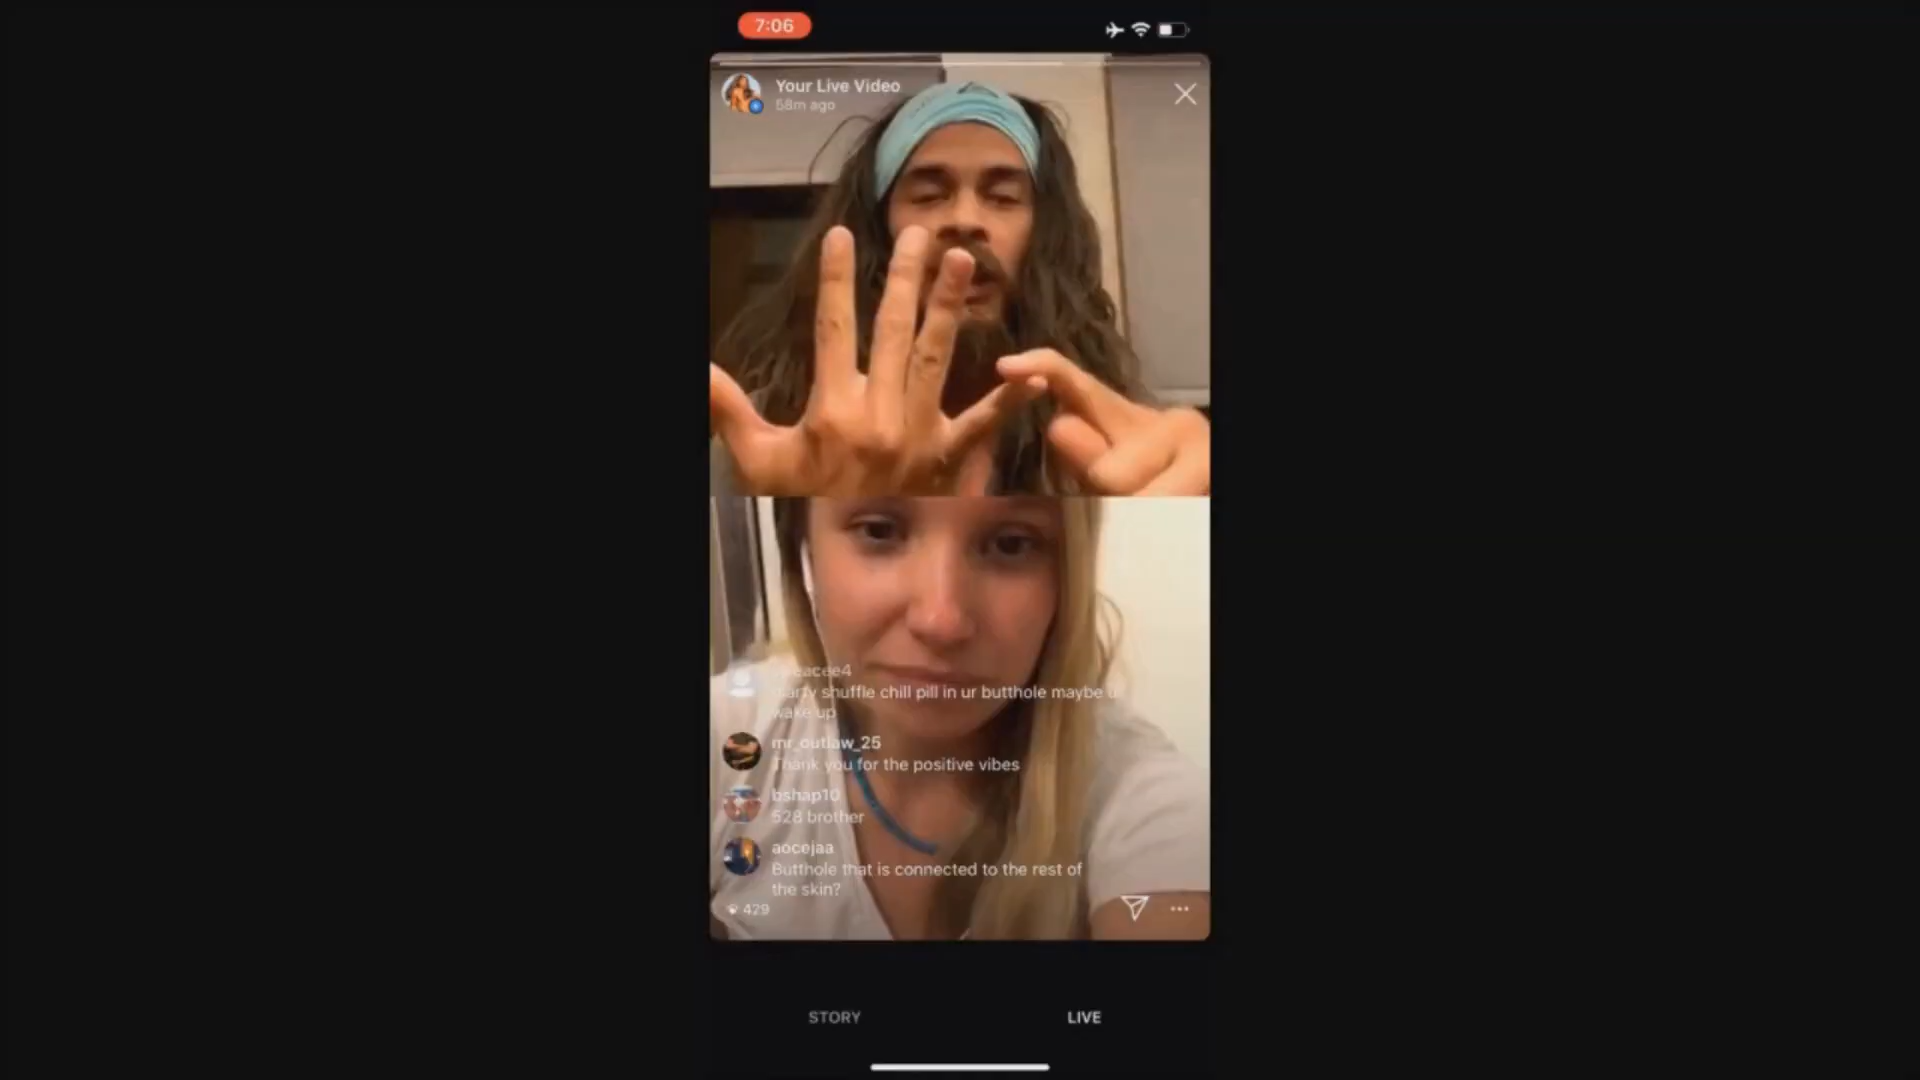 7:06
Your Live Video
58m ago
shuffle chill pill in ur butthole maybe
wake up
mr_outlaw_25
Thank you for the positive vibes
bshap10
528 brother
aocejaa
Butthole that is connected to the rest of
the skin?
429
STORY
LIVE